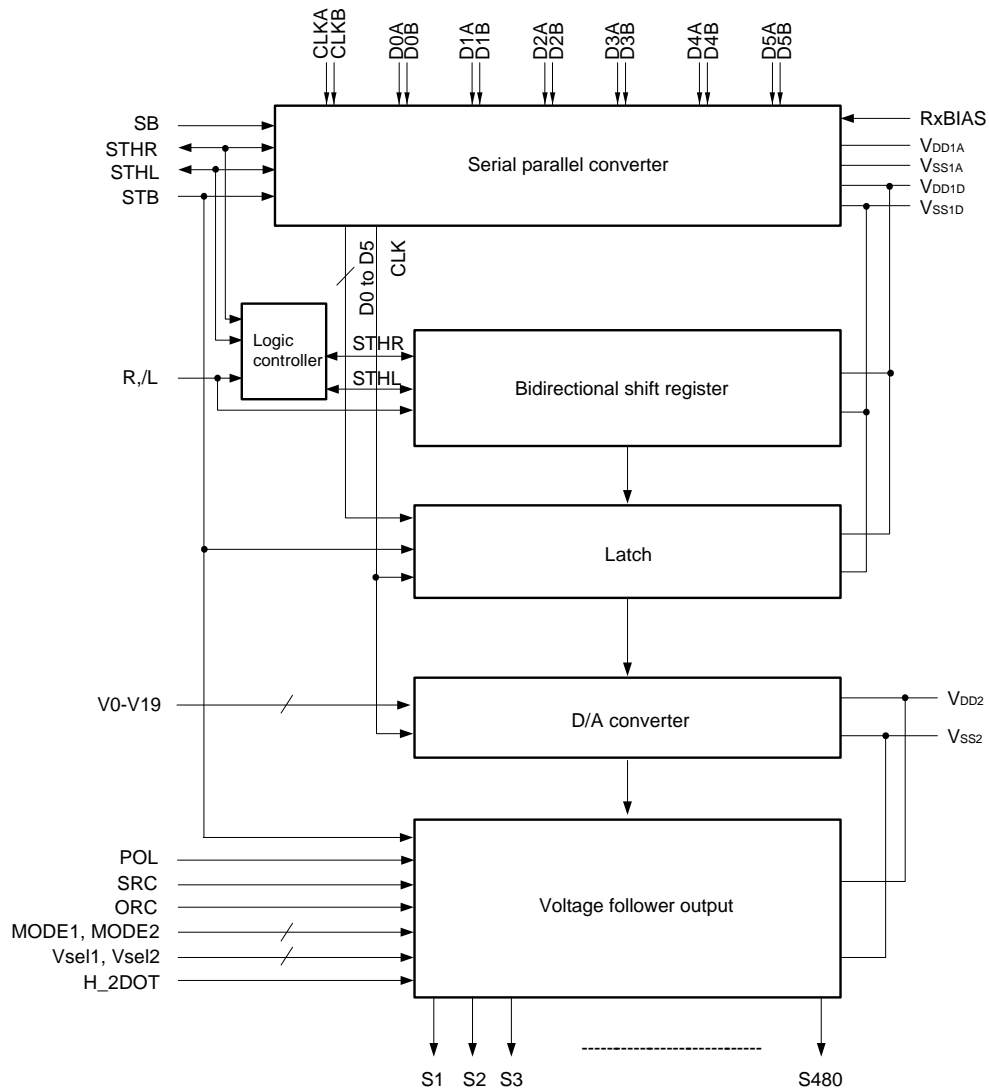 CLKA
CLKB
D0A
D0B
D1A
D1B
D2A
D2B
D3A
D3B
D4A
D4B
D5A
D5B
SB
STHR
STHL
STB
Serial parallel converter
RxBIAS
VDD1A
VSS1A
VDD1D
VSS1D
D0 to D5
CLK
Logic
controller
STHR
STHL
R,/L
Bidirectional shift register
Latch
V0-V19
D/A converter
VDD2
VSS2
POL
SRC
ORC
MODE1, MODE2
Vsel1, Vsel2
H_2DOT
Voltage follower output
S1
S2
S3
S480